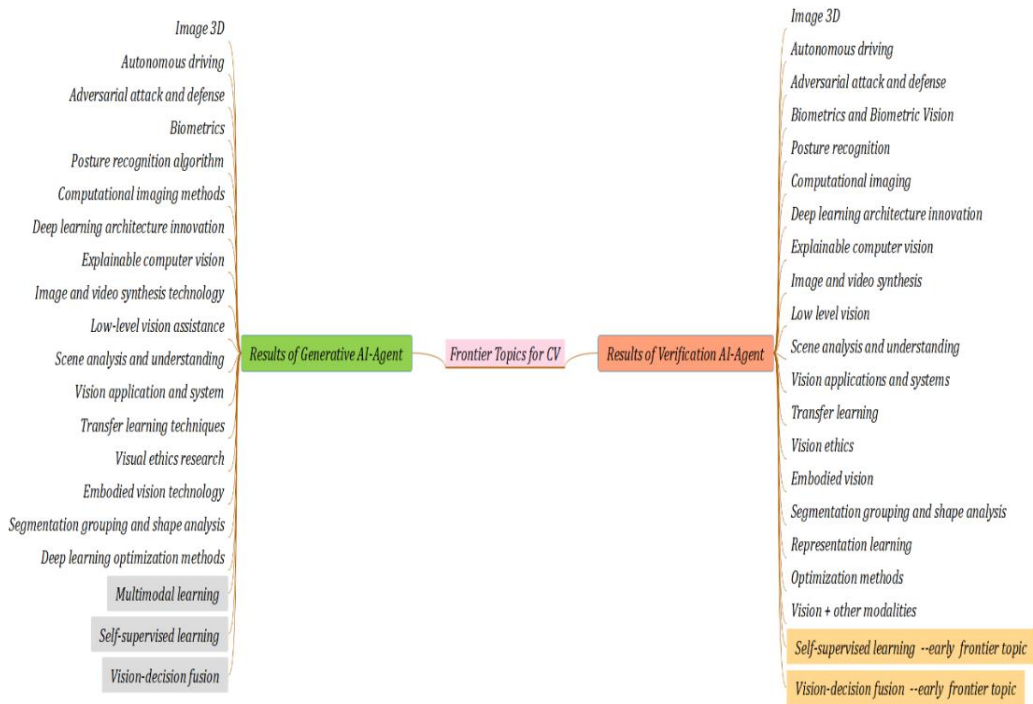 Image 3D
Autonomous driving
Adversarial attack and defense
Biometrics
Posture recognition algorithm
Computational imaging methods
Deep learning architecture innovation
Explainable computer vision
Image and video synthesis technology
Low-level vision assistance
Scene analysis and understanding
Vision application and system
Transfer learning techniques
Visual ethics research
Embodied vision technology
Segmentation grouping and shape analysis
Deep learning optimization methods
Multimodal learning
Self-supervised learning
Vision-decision fusion
Results of Generative AI-Agent
Frontier Topics for CV
Results of Verification AI-Agent
Image 3D
Autonomous driving
Adversarial attack and defense
Biometrics and Biometric Vision
Posture recognition
Computational imaging
Deep learning architecture innovation
Explainable computer vision
Image and video synthesis
Low level vision
Scene analysis and understanding
Vision applications and systems
Transfer learning
Vision ethics
Embodied vision
Segmentation grouping and shape analysis
Representation learning
Optimization methods
Vision + other modalities
Self-supervised learning --early frontier topic
Vision-decision fusion --early frontier topic